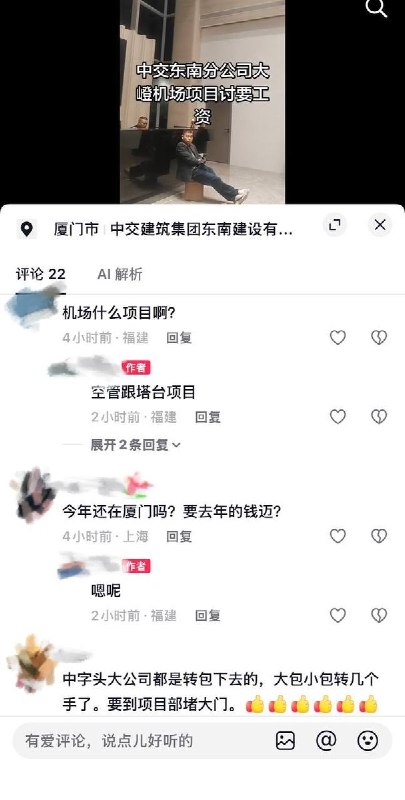 中交东南分公司大
嶝机场项目讨要工
资
厦门市 | 中交建筑集团东南建设有...
评论 22 AI 解析
机场什么项目啊?
4小时前 · 福建 回复
作者
空管跟塔台项目
2小时前 · 福建 回复
展开2条回复
今年还在厦门吗?要去年的钱迈?
4小时前 · 上海 回复
作者
嗯呢
2小时前 · 福建 回复
中字头大公司都是转包下去的,大包小包转几个
手了。要到项目部堵大门。👍👍👍👍👍👍
有爱评论,说点儿好听的